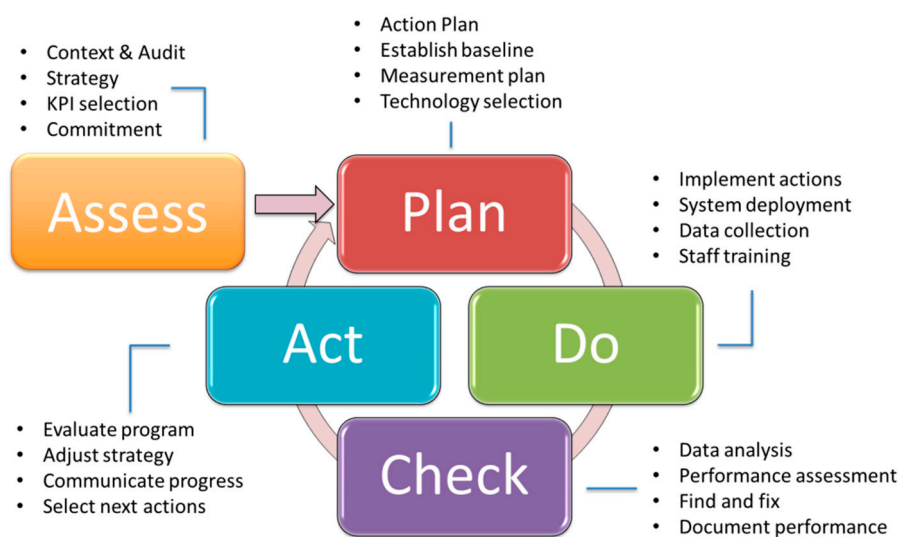 • Context & Audit
• Strategy
• KPI selection
• Commitment
Assess
• Action Plan
• Establish baseline
• Measurement plan
• Technology selection
Plan
• Implement actions
• System deployment
• Data collection
• Staff training
Do
• Data analysis
• Performance assessment
• Find and fix
• Document performance
Check
• Evaluate program
• Adjust strategy
• Communicate progress
• Select next actions
Act